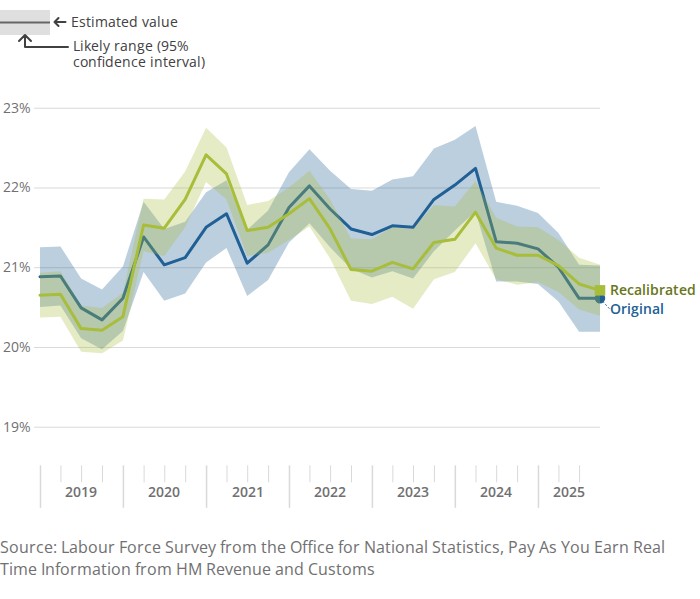 Estimated value
Likely range (95%
confidence interval)
23%
22%
21%
20%
19%
Recalibrated
Original
2019 2020 2021 2022 2023 2024 2025
Source: Labour Force Survey from the Office for National Statistics, Pay As You Earn Real
Time Information from HM Revenue and Customs